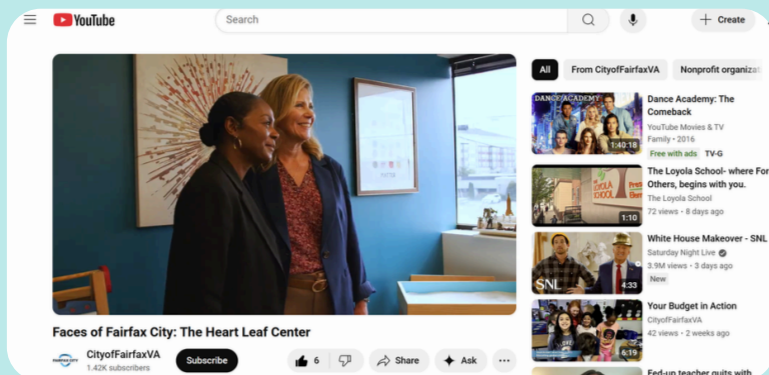 YouTube
Search
Create
DANCE ACADEMY
1:40:18
LOYOLA
SCHOOL
1:10
SNL
4:33
6:19
Faces of Fairfax City: The Heart Leaf Center
FAIRFAX CITY
CityofFairfaxVA
1.42K subscribers
Subscribe
6
Share
Ask
All
From CityofFairfaxVA
Nonprofit organizat
Dance Academy: The
Comeback
YouTube Movies & TV
Family • 2016
Free with ads TV-G
The Loyola School- where For
Others, begins with you.
The Loyola School
72 views • 8 days ago
White House Makeover - SNL
Saturday Night Live
3.9M views • 3 days ago
New
Your Budget in Action
CityofFairfaxVA
42 views • 2 weeks ago
Fed-up teacher quits with